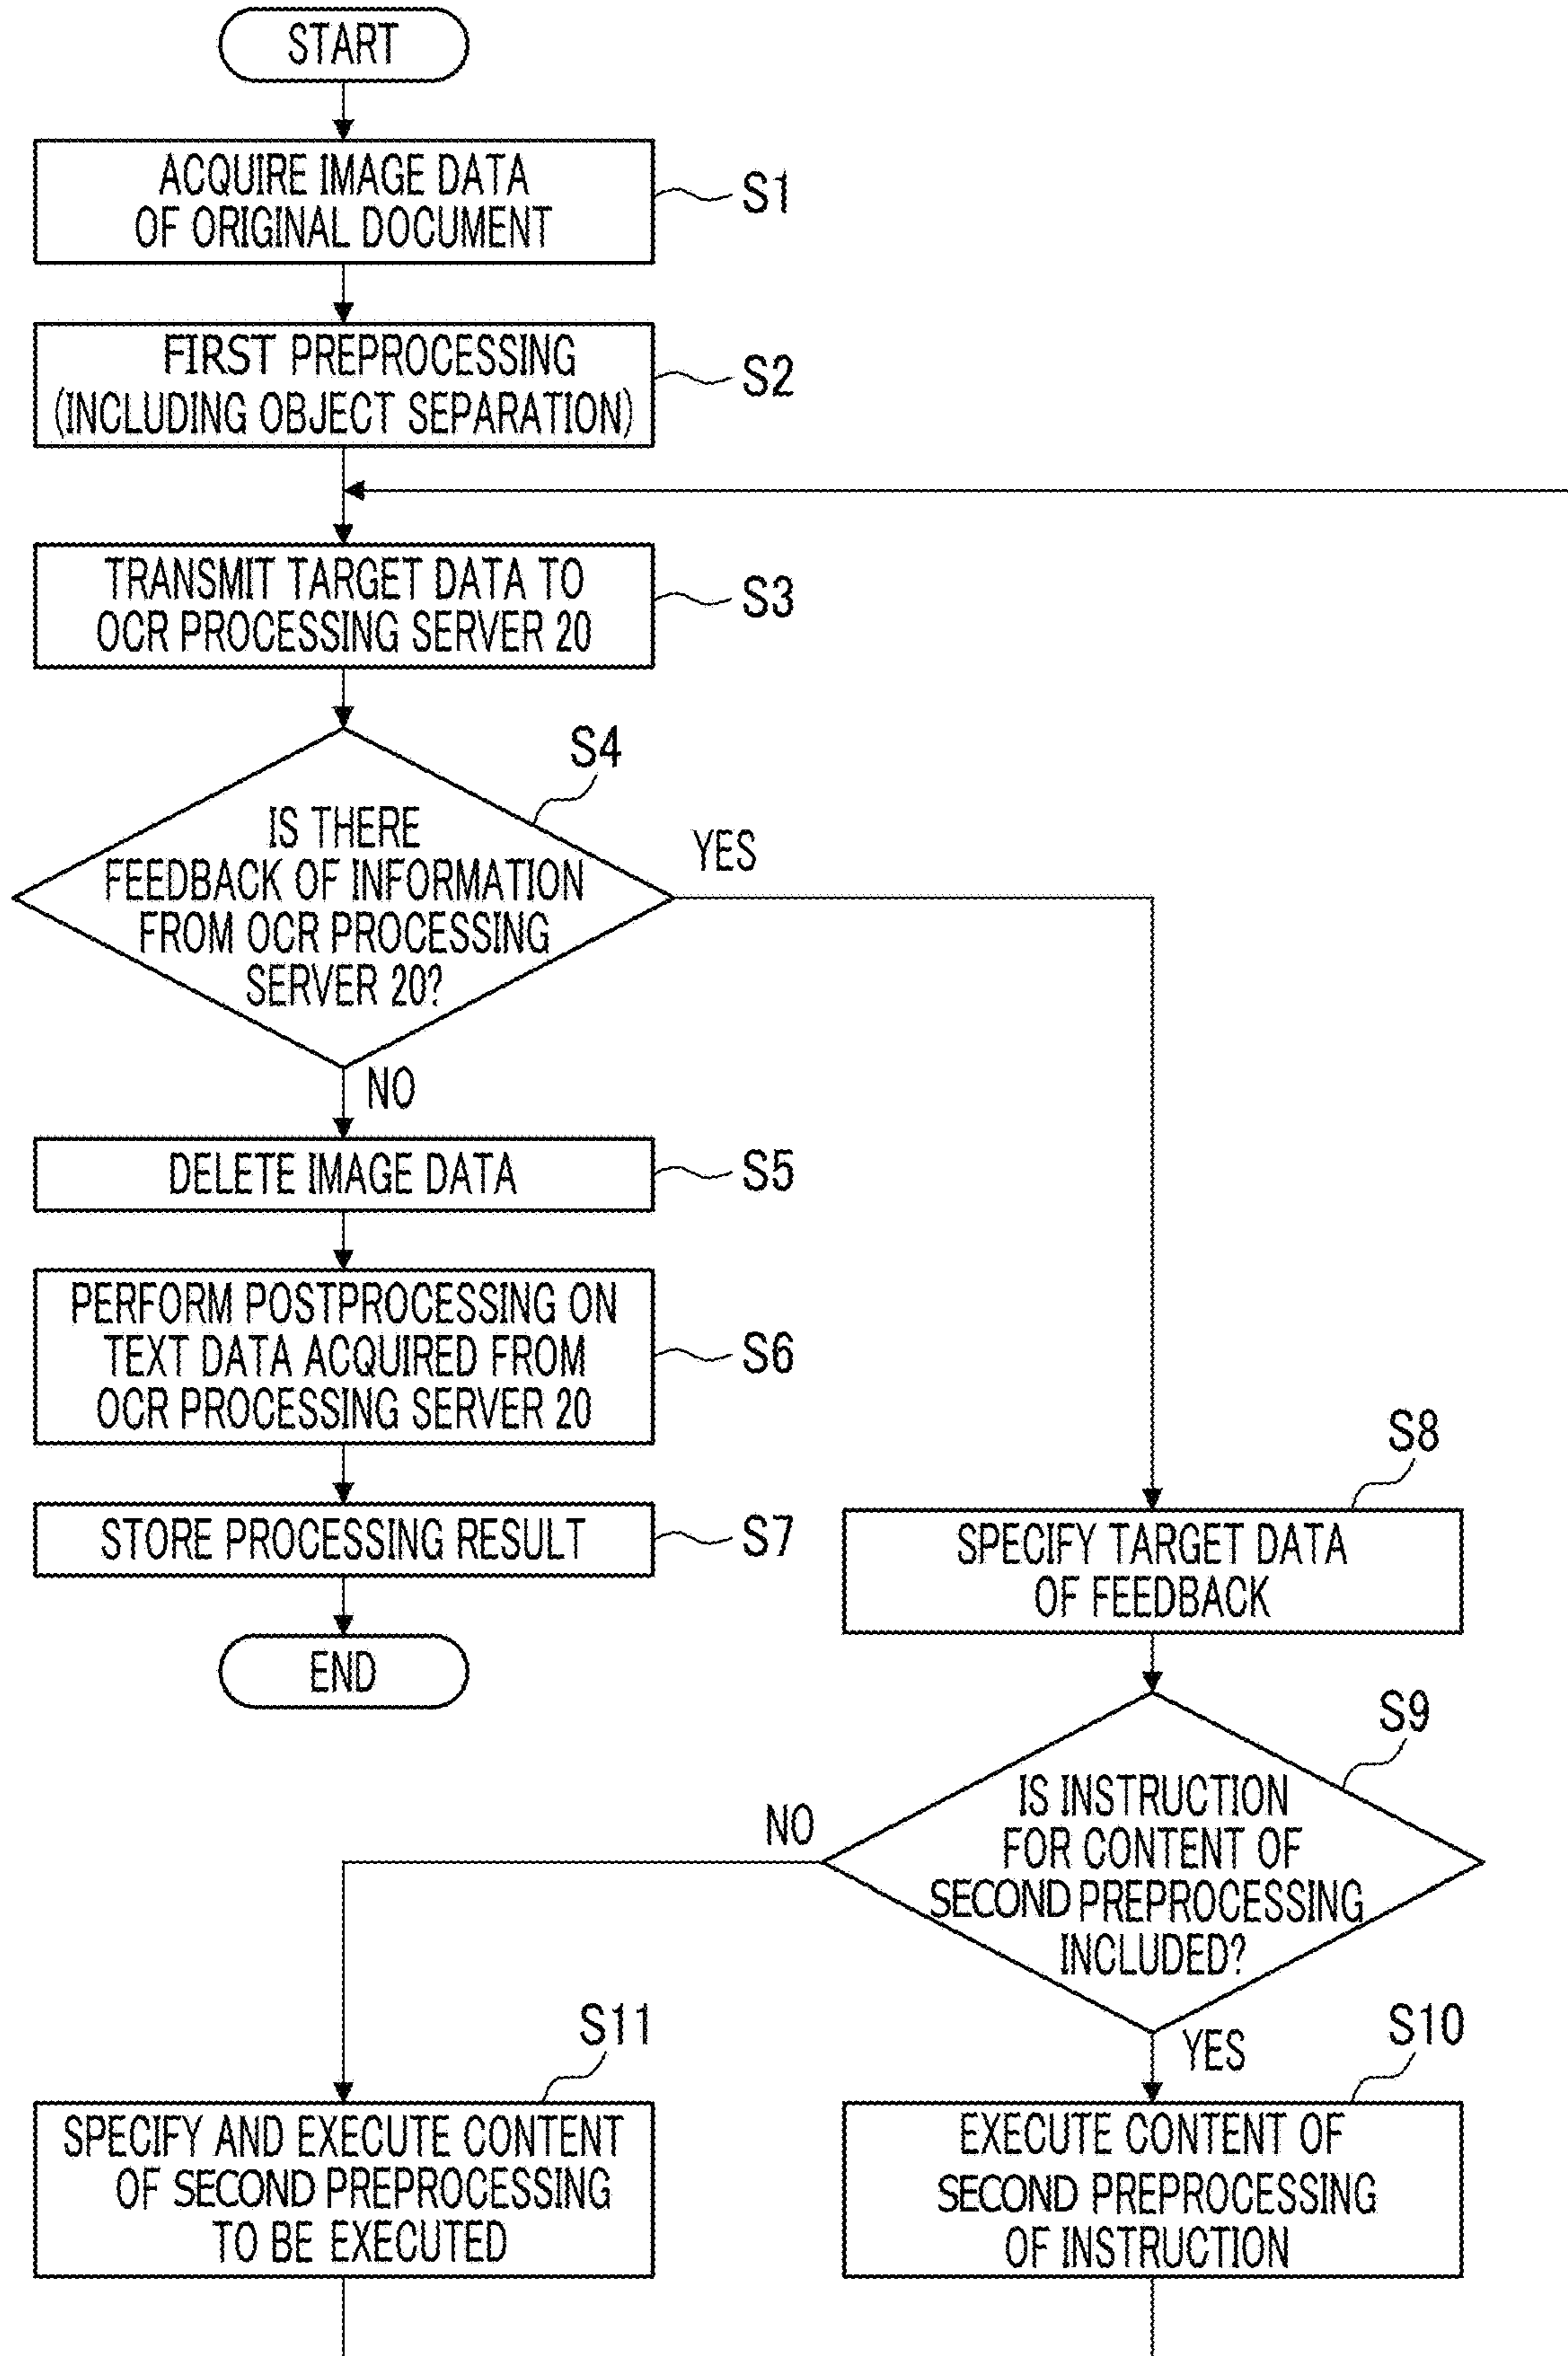 START
ACQUIRE IMAGE DATA
OF ORIGINAL DOCUMENT
S1
FIRST PREPROCESSING
(INCLUDING OBJECT SEPARATION)
S2
TRANSMIT TARGET DATA TO
OCR PROCESSING SERVER 20
S3
S4
IS THERE
FEEDBACK OF INFORMATION
FROM OCR PROCESSING
SERVER 20?
YES
NO
DELETE IMAGE DATA
S5
PERFORM POSTPROCESSING ON
TEXT DATA ACQUIRED FROM
OCR PROCESSING SERVER 20
S6
STORE PROCESSING RESULT
S7
END
S8
SPECIFY TARGET DATA
OF FEEDBACK
S9
IS INSTRUCTION
FOR CONTENT OF
SECOND PREPROCESSING
INCLUDED?
NO
YES
S11
SPECIFY AND EXECUTE CONTENT
OF SECOND PREPROCESSING
TO BE EXECUTED
S10
EXECUTE CONTENT OF
SECOND PREPROCESSING
OF INSTRUCTION